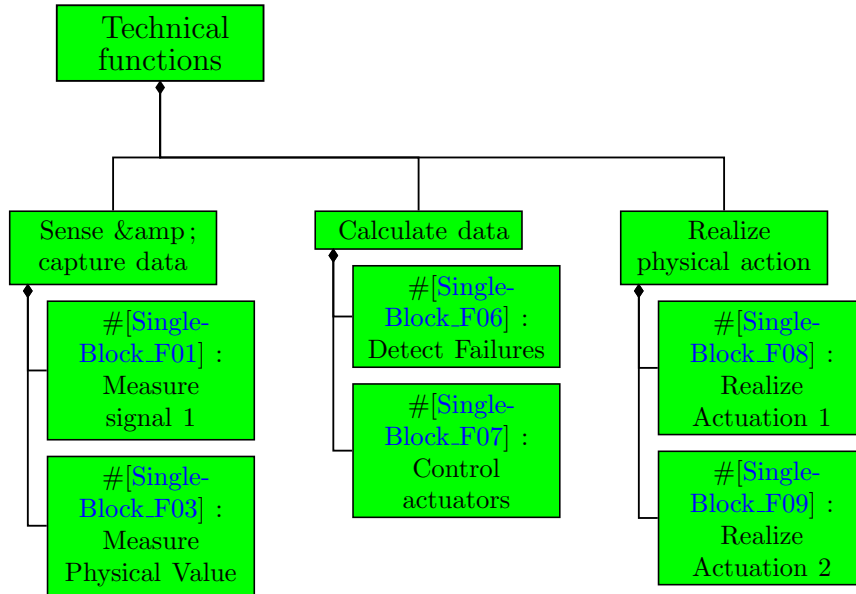 Technical
functions
Sense &amp;
capture data
#[Single-
Block_F01] :
Measure
signal 1
#[Single-
Block_F03] :
Measure
Physical Value
Calculate data
#[Single-
Block_F06] :
Detect Failures
#[Single-
Block_F07] :
Control
actuators
Realize
physical action
#[Single-
Block_F08] :
Realize
Actuation 1
#[Single-
Block_F09] :
Realize
Actuation 2